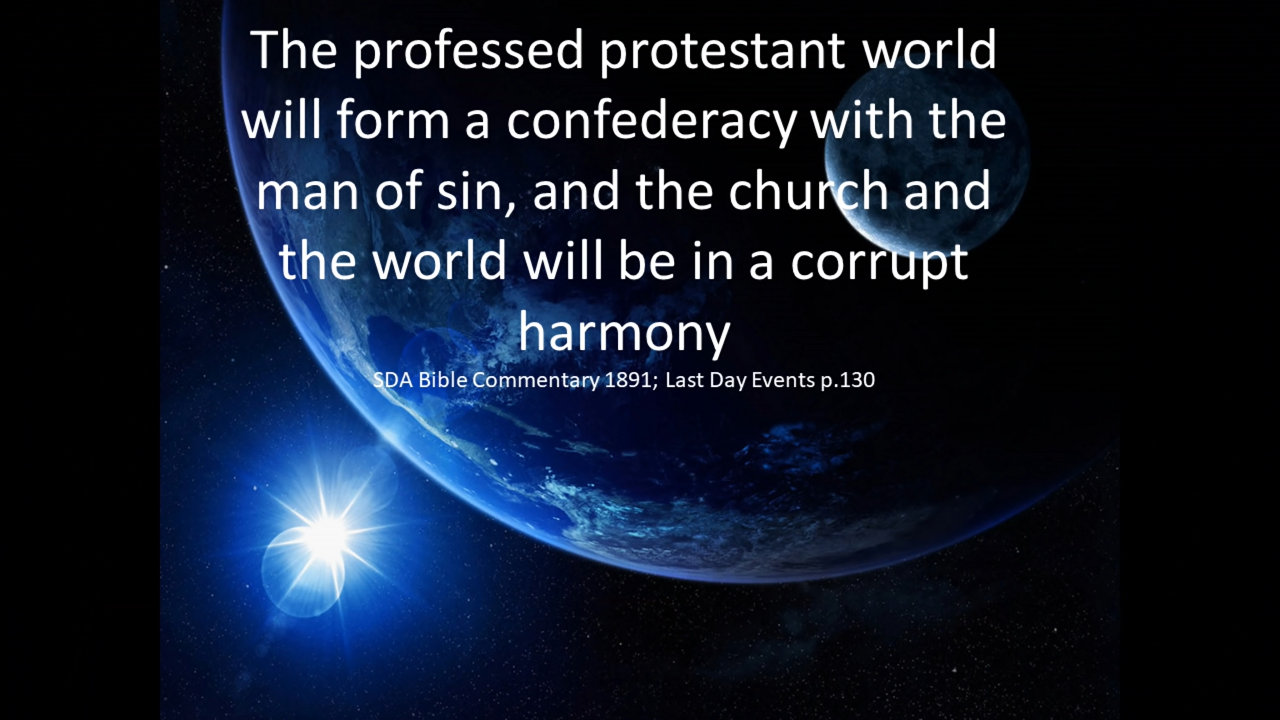 The professed protestant world
will form a confederacy with the
man of sin, and the church and
the world will be in a corrupt
harmony
SDA Bible Commentary 1891; Last Day Events p.130